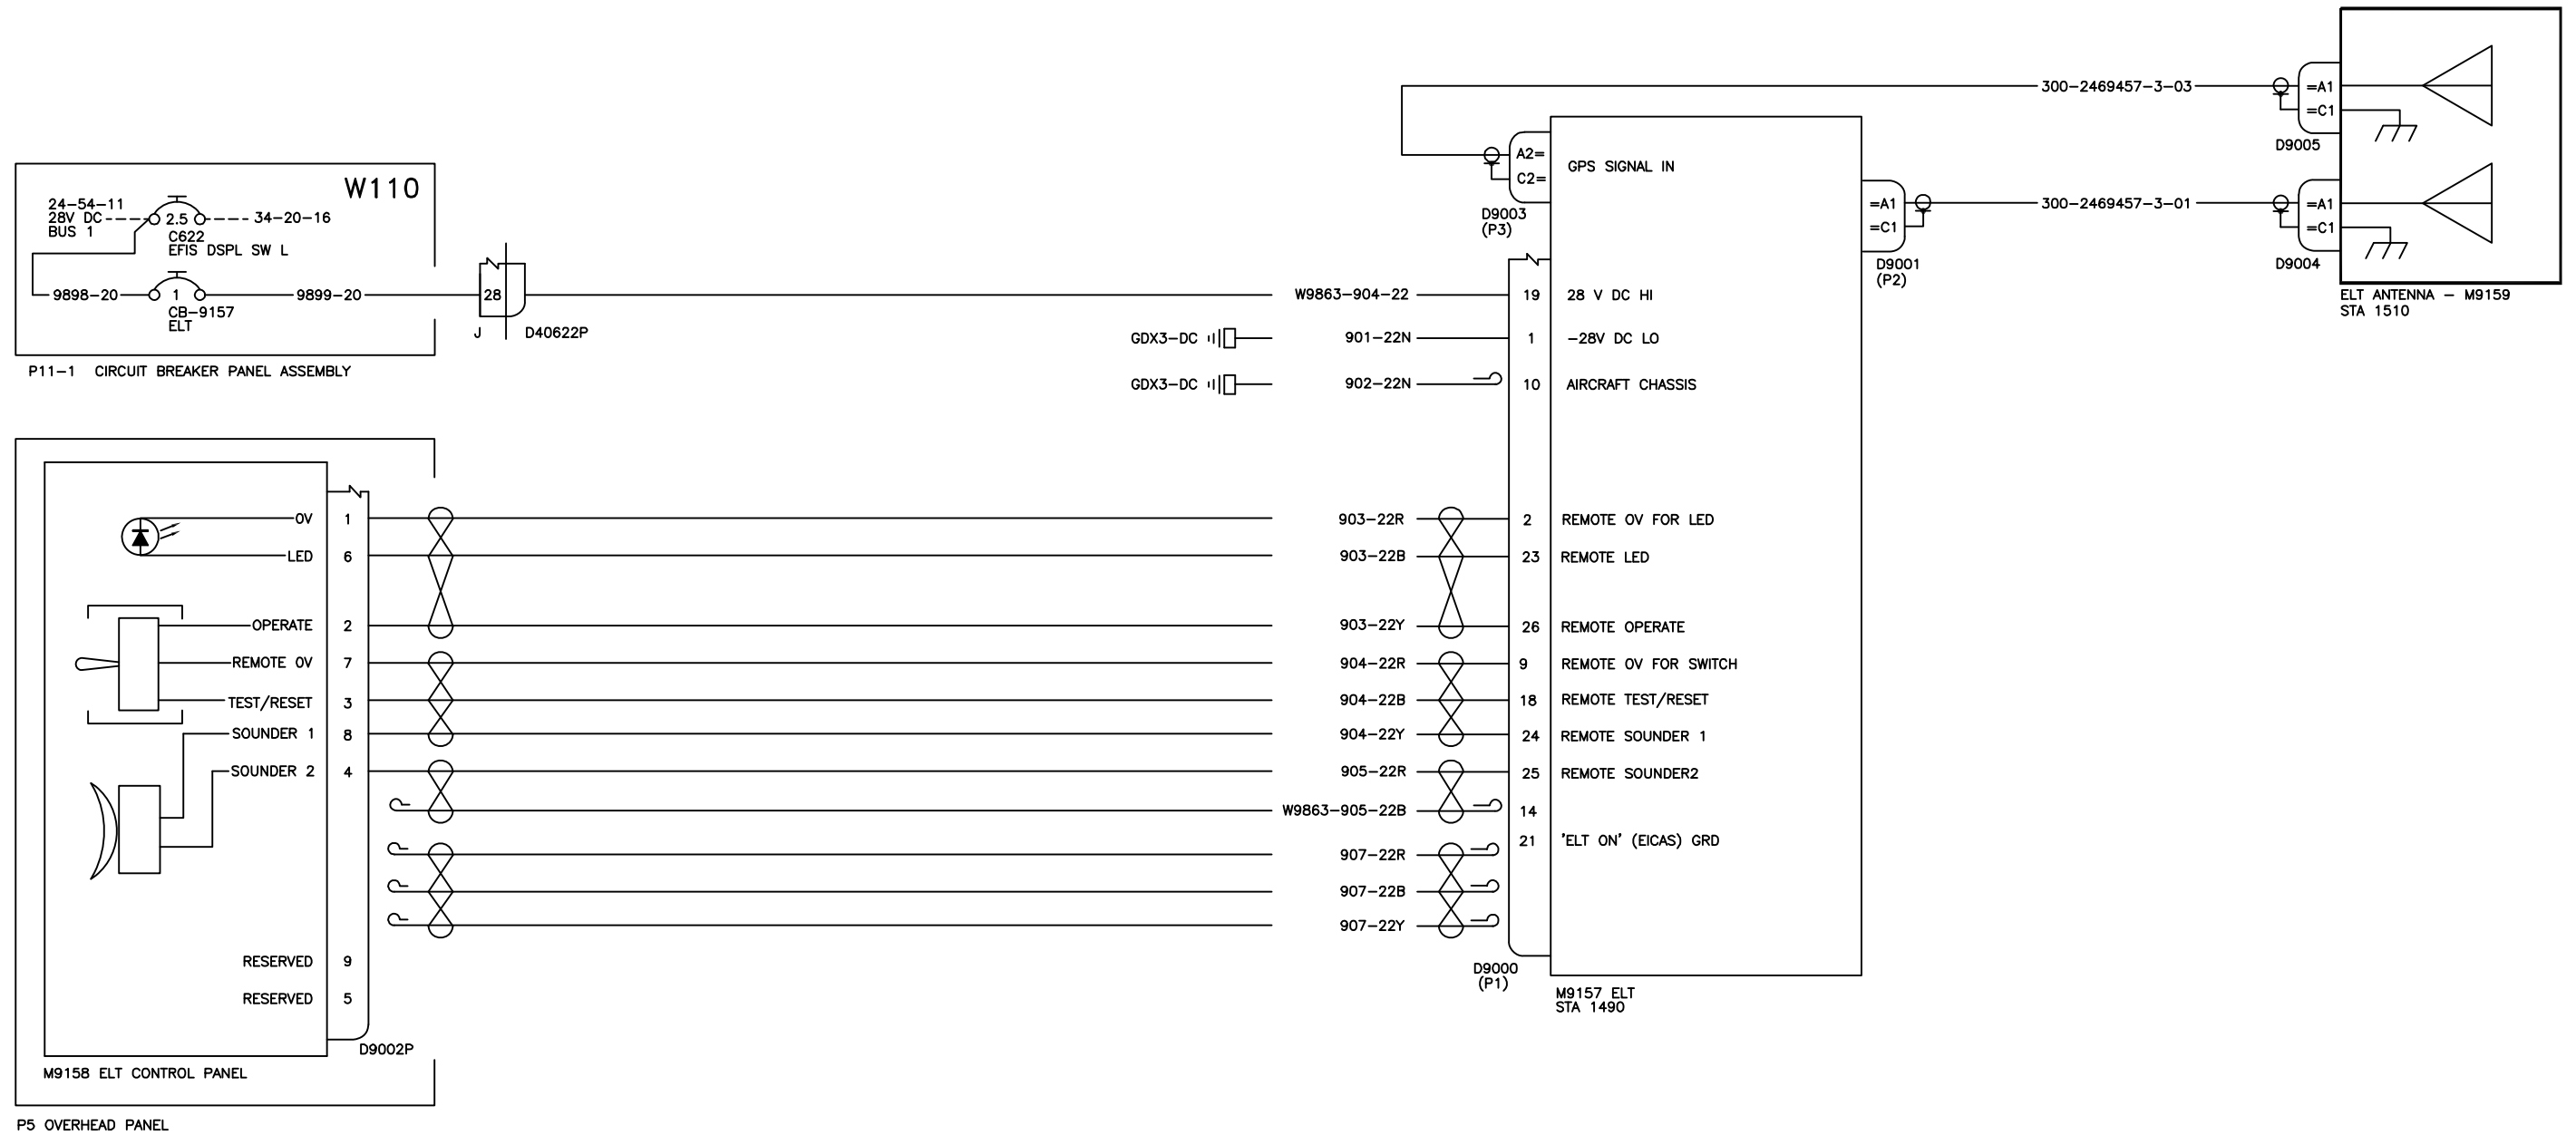 W110
24-54-11
28V DC
BUS 1
2.5
34-20-16
C622
EFIS DSPL SW L
9898-20
1
9899-20
CB-9157
ELT
P11-1 CIRCUIT BREAKER PANEL ASSEMBLY
28
J
D40622P
W9863-904-22
19
28 V DC HI
GDX3-DC
901-22N
1
-28V DC LO
GDX3-DC
902-22N
10
AIRCRAFT CHASSIS
A2=
C2=
GPS SIGNAL IN
D9003
(P3)
=A1
=C1
D9001
(P2)
300-2469457-3-03
300-2469457-3-01
=A1
=C1
D9005
=A1
=C1
D9004
ELT ANTENNA - M9159
STA 1510
0V
1
903-22R
2
REMOTE 0V FOR LED
LED
6
903-22B
23
REMOTE LED
OPERATE
2
903-22Y
26
REMOTE OPERATE
REMOTE 0V
7
904-22R
9
REMOTE 0V FOR SWITCH
TEST/RESET
3
904-22B
18
REMOTE TEST/RESET
SOUNDER 1
8
904-22Y
24
REMOTE SOUNDER 1
SOUNDER 2
4
905-22R
25
REMOTE SOUNDER2
W9863-905-22B
14
21
'ELT ON' (EICAS) GRD
907-22R
907-22B
907-22Y
RESERVED
9
RESERVED
5
D9002P
M9158 ELT CONTROL PANEL
P5 OVERHEAD PANEL
D9000
(P1)
M9157 ELT
STA 1490